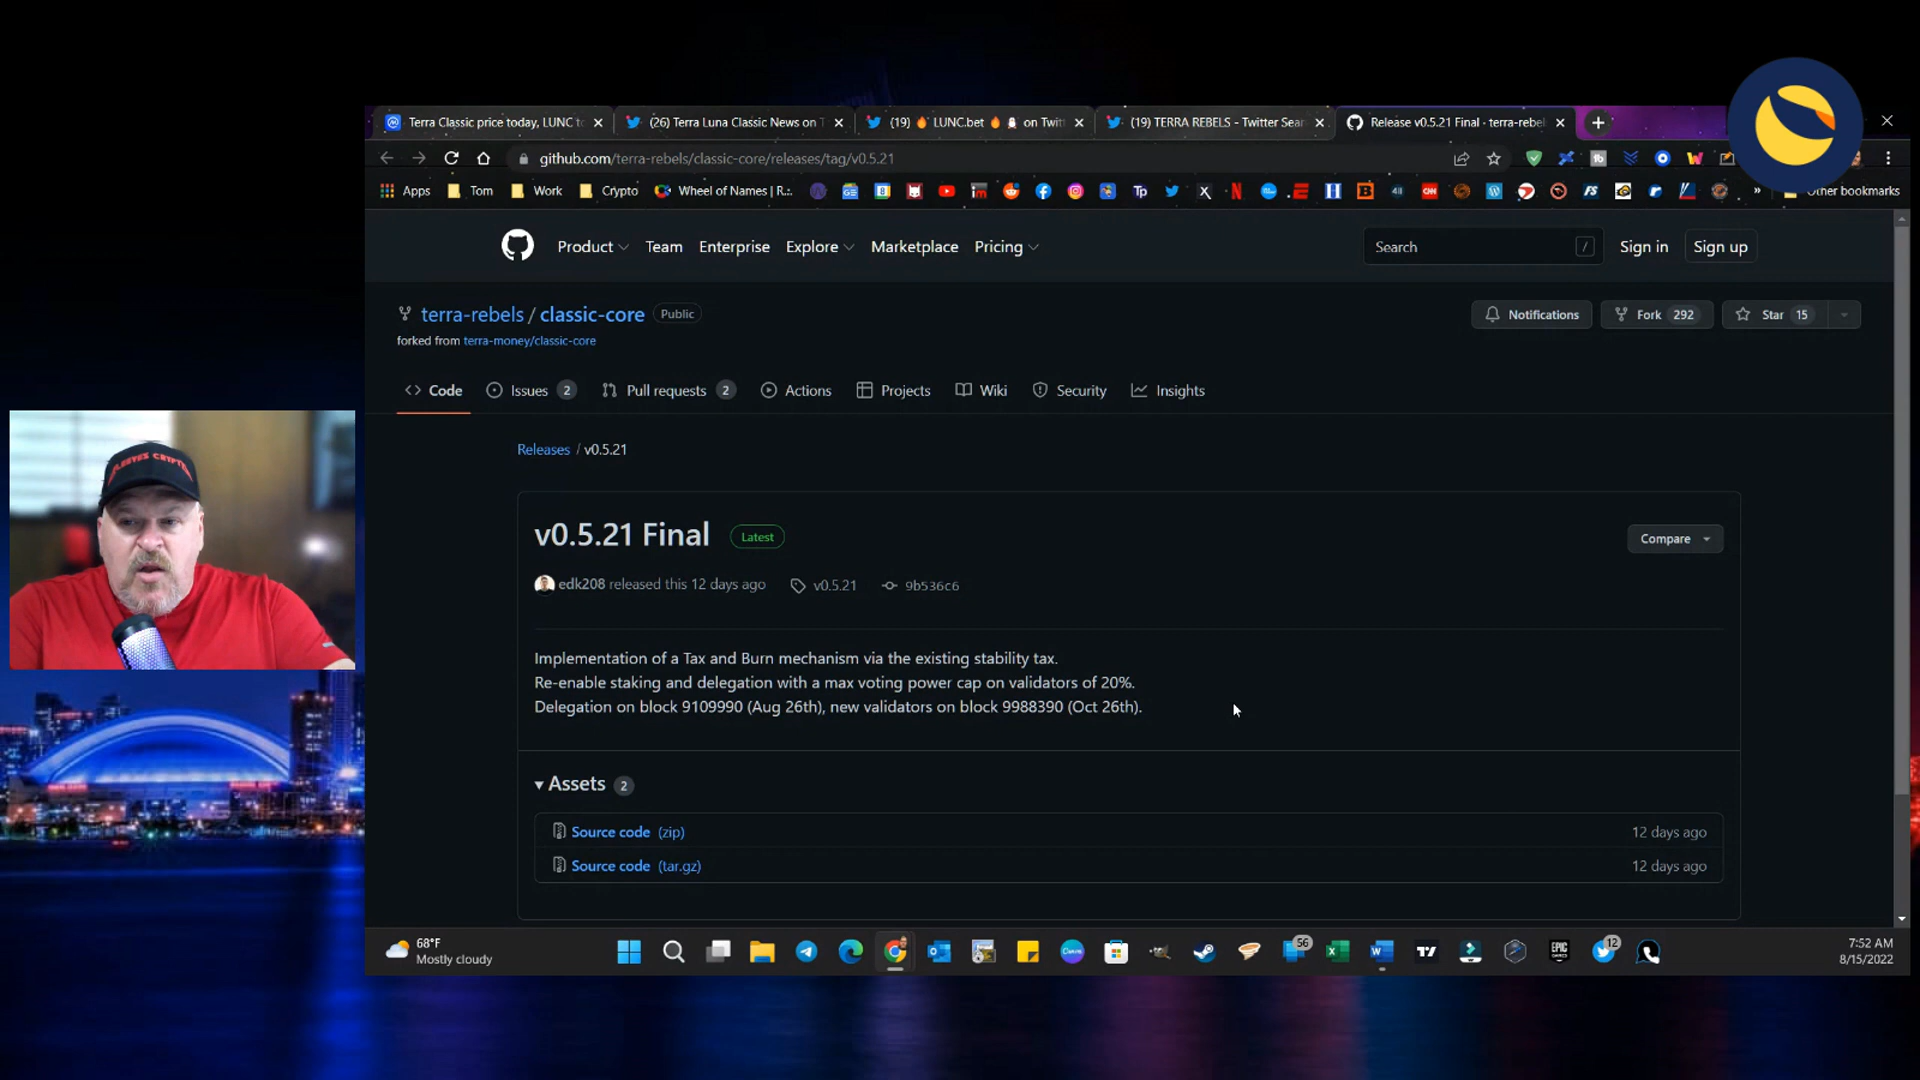 Terra Classic price today, LUNC to
(26) Terra Luna Classic News on T
(19) 🔥 LUNC.bet 🔥 on Twitt
(19) TERRA REBELS - Twitter Sear
Release v0.5.21 Final · terra-rebel
github.com/terra-rebels/classic-core/releases/tag/v0.5.21
Apps
Tom
Work
Crypto
Wheel of Names | R...
Other bookmarks
Product
Team
Enterprise
Explore
Marketplace
Pricing
Search /
Sign in
Sign up
terra-rebels / classic-core Public
Notifications
Fork 292
Star 15
forked from terra-money/classic-core
Code
Issues 2
Pull requests 2
Actions
Projects
Wiki
Security
Insights
Releases / v0.5.21
v0.5.21 Final Latest
Compare
edk208 released this 12 days ago v0.5.21 9b536c6
Implementation of a Tax and Burn mechanism via the existing stability tax.
Re-enable staking and delegation with a max voting power cap on validators of 20%.
Delegation on block 9109990 (Aug 26th), new validators on block 9988390 (Oct 26th).
Assets 2
Source code (zip) 12 days ago
Source code (tar.gz) 12 days ago
68°F
Mostly cloudy
56
12
7:52 AM
8/15/2022